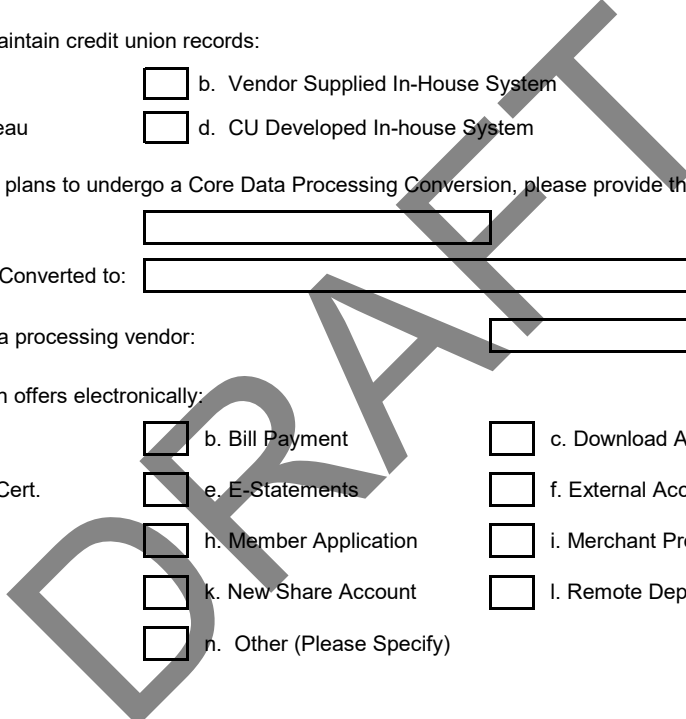 aintain credit union records:
b. Vendor Supplied In-House System
eau d. CU Developed In-house System
plans to undergo a Core Data Processing Conversion, please provide th
Converted to:
a processing vendor:
n offers electronically:
b. Bill Payment c. Download A
Cert. e. E-Statements f. External Acc
h. Member Application i. Merchant Pr
k. New Share Account l. Remote Dep
n. Other (Please Specify)
DRAFT